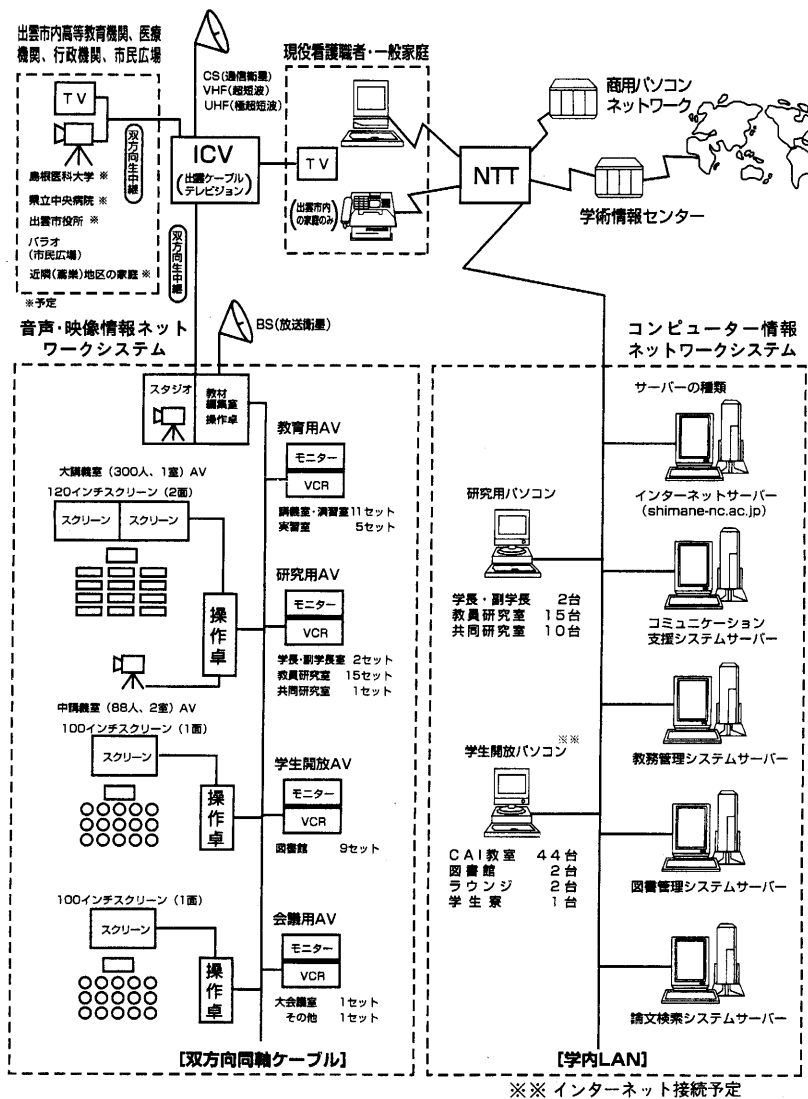 出雲市内高等教育機関、医療
機関、行政機関、市民広場
TV
双方向生中継
島根医科大学 ※
県立中央病院 ※
出雲市役所 ※
パラオ
(市民広場)
近隣(鳶巣)地区の家庭 ※
※予定
CS(通信衛星)
VHF(超短波)
UHF(極超短波)
ICV
(出雲ケーブル
テレビジョン)
双方向生中継
現役看護職者・一般家庭
TV
(出雲市内
の家庭のみ)
NTT
商用パソコン
ネットワーク
学術情報センター
音声・映像情報ネット
ワークシステム
BS(放送衛星)
スタジオ
教材
編集室
操作卓
大講義室(300人、1室)AV
120インチスクリーン(2面)
スクリーン スクリーン
操作卓
中講義室(88人、2室)AV
100インチスクリーン(1面)
スクリーン
操作卓
100インチスクリーン(1面)
スクリーン
操作卓
教育用AV
モニター
VCR
講義室・演習室11セット
実習室 5セット
研究用AV
モニター
VCR
学長・副学長室 2セット
教員研究室 15セット
共同研究室 1セット
学生開放AV
モニター
VCR
図書館 9セット
会議用AV
モニター
VCR
大会議室 1セット
その他 1セット
[双方向同軸ケーブル]
コンピューター情報
ネットワークシステム
サーバーの種類
インターネットサーバー
(shimane-nc.ac.jp)
研究用パソコン
学長・副学長 2台
教員研究室 15台
共同研究室 10台
コミュニケーション
支援システムサーバー
教務管理システムサーバー
※※
学生開放パソコン
CAI教室 44台
図書館 2台
ラウンジ 2台
学生寮 1台
図書管理システムサーバー
論文検索システムサーバー
[学内LAN]
※※ インターネット接続予定